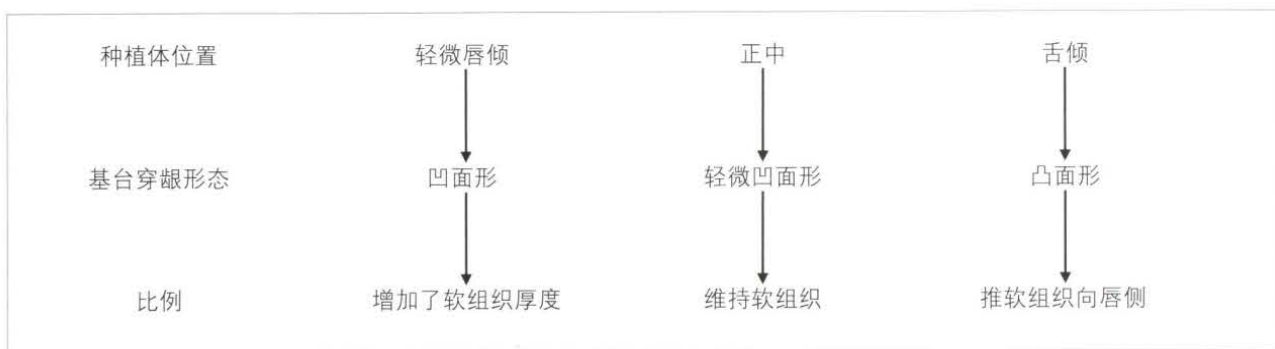 种植体位置 轻微唇倾 正中 舌倾
基台穿龈形态 凹面形 轻微凹面形 凸面形
比例 增加了软组织厚度 维持软组织 推软组织向唇侧